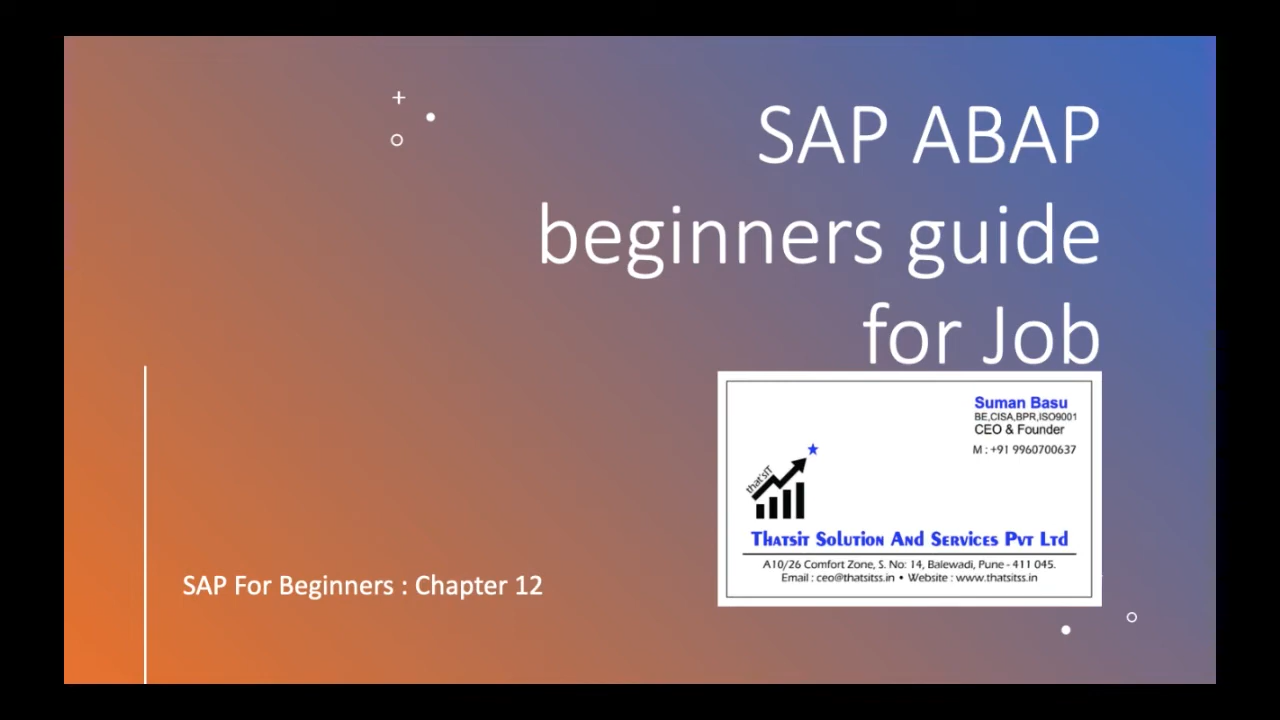 SAP ABAP
beginners guide
for Job
Suman Basu
BE,CISA,BPR,ISO9001
CEO & Founder
M : +91 9960700637
that'sIT
Thatsit Solution And Services Pvt Ltd
A10/26 Comfort Zone, S. No: 14, Balewadi, Pune - 411 045.
Email : ceo@thatsitss.in • Website : www.thatsitss.in
SAP For Beginners : Chapter 12